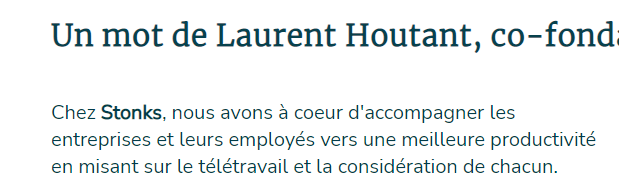 Un mot de Laurent Houtant, co-fonda
Chez Stonks, nous avons à coeur d'accompagner les
entreprises et leurs employés vers une meilleure productivité
en misant sur le télétravail et la considération de chacun.